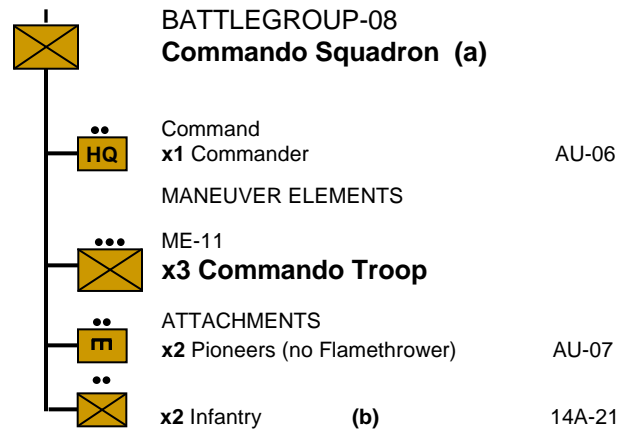 BATTLEGROUP-08
Commando Squadron (a)
Command
HQ x1 Commander AU-06
MANEUVER ELEMENTS
ME-11
x3 Commando Troop
ATTACHMENTS
E x2 Pioneers (no Flamethrower) AU-07
x2 Infantry (b) 14A-21